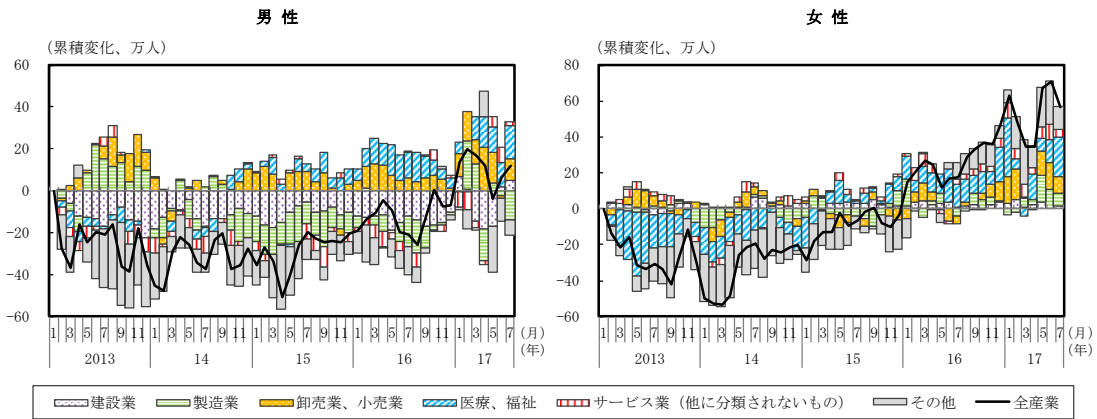 男 性
（累積変化、万人）
60
40
20
0
−20
−40
−60
1 3 5 7 9 11 1 3 5 7 9 11 1 3 5 7 9 11 1 3 5 7 9 11 1 3 5 7 （月）
2013 14 15 16 17 （年）
女 性
（累積変化、万人）
80
60
40
20
0
−20
−40
−60
1 3 5 7 9 11 1 3 5 7 9 11 1 3 5 7 9 11 1 3 5 7 9 11 1 3 5 7 （月）
2013 14 15 16 17 （年）
建設業 製造業 卸売業、小売業 医療、福祉 サービス業（他に分類されないもの） その他 全産業